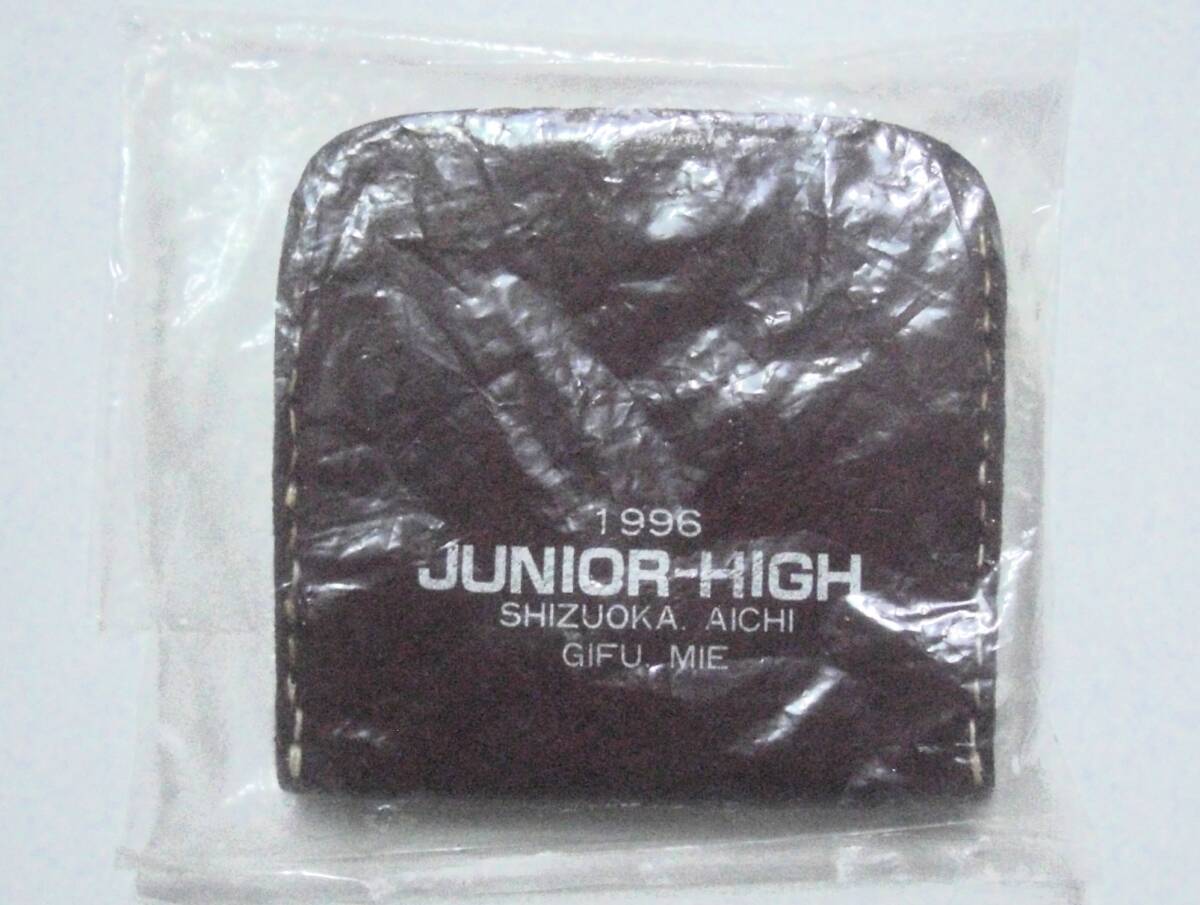 1996
JUNIOR-HIGH
SHIZUOKA. AICHI
GIFU. MIE